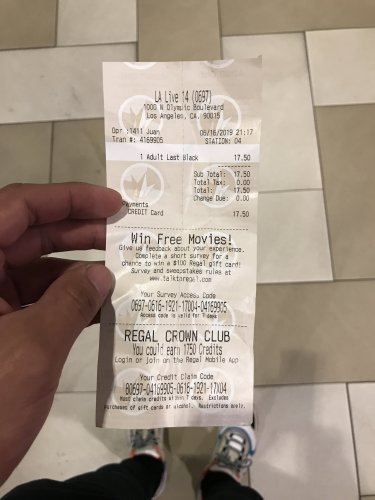 LA Live 14 (0697)
1000 N Olympic Boulevard
Los Angeles, CA, 90015
Opr :1411 Juan 06/16/2019 21:17
Tran #: 4169905 STATION: 04
1 Adult Last Black 17.50
Sub Total: 17.50
Total Tax: 0.00
Total: 17.50
Change Due: 0.00
Payments
CREDIT Card 17.50
Win Free Movies!
Give us feedback about your experience.
Complete a short survey for a
chance to win a $100 Regal gift card!
Survey and sweepstakes rules at
www.talktoregal.com
Your Survey Access Code
0697-0616-1921-17004-04169905
Access code is valid for 7 days
REGAL CROWN CLUB
You could earn 1750 Credits
Login or join on the Regal Mobile App
Your Credit Claim Code
80697-04169905-0616-1921-17X04
Must claim credits within 7 days. Excludes
purchases of gift cards or alcohol. Restrictions apply.